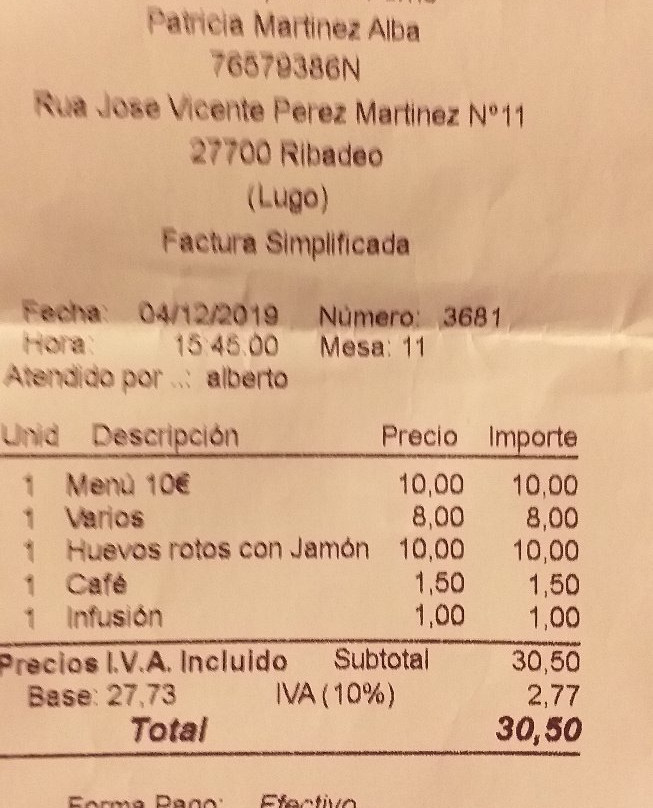 Patricia Martinez Alba
76579386N
Rua Jose Vicente Perez Martinez Nº11
27700 Ribadeo
(Lugo)
Factura Simplificada
Fecha: 04/12/2019 Número: 3681
Hora: 15:45:00 Mesa: 11
Atendido por ..: alberto
Unid Descripción Precio Importe
1 Menú 10€ 10,00 10,00
1 Varios 8,00 8,00
1 Huevos rotos con Jamón 10,00 10,00
1 Café 1,50 1,50
1 Infusión 1,00 1,00
Precios I.V.A. Incluido Subtotal 30,50
Base: 27,73 IVA (10%) 2,77
Total 30,50
Forma Pago: Efectivo